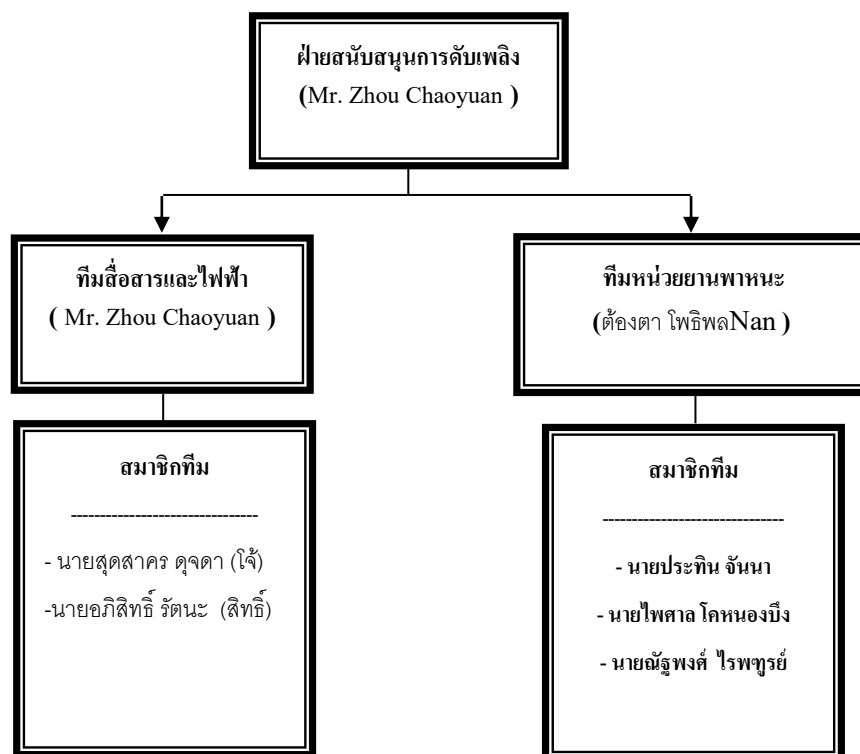 ฝ่ายสนับสนุนการดับเพลิง
(Mr. Zhou Chaoyuan )
ทีมสื่อสารและไฟฟ้า
( Mr. Zhou Chaoyuan )
สมาชิกทีม
--------------------------------
- นายสุดสาคร ดุจดา (โจ้)
-นายอภิสิทธิ์ รัตนะ (สิทธิ์)
ทีมหน่วยยานพาหนะ
(ต้องตา โพธิพลNan )
สมาชิกทีม
-------------------------------
- นายประทิน จันนา
- นายไพศาล โคหนองบึง
- นายณัฐพงศ์ ไรพฑูรย์